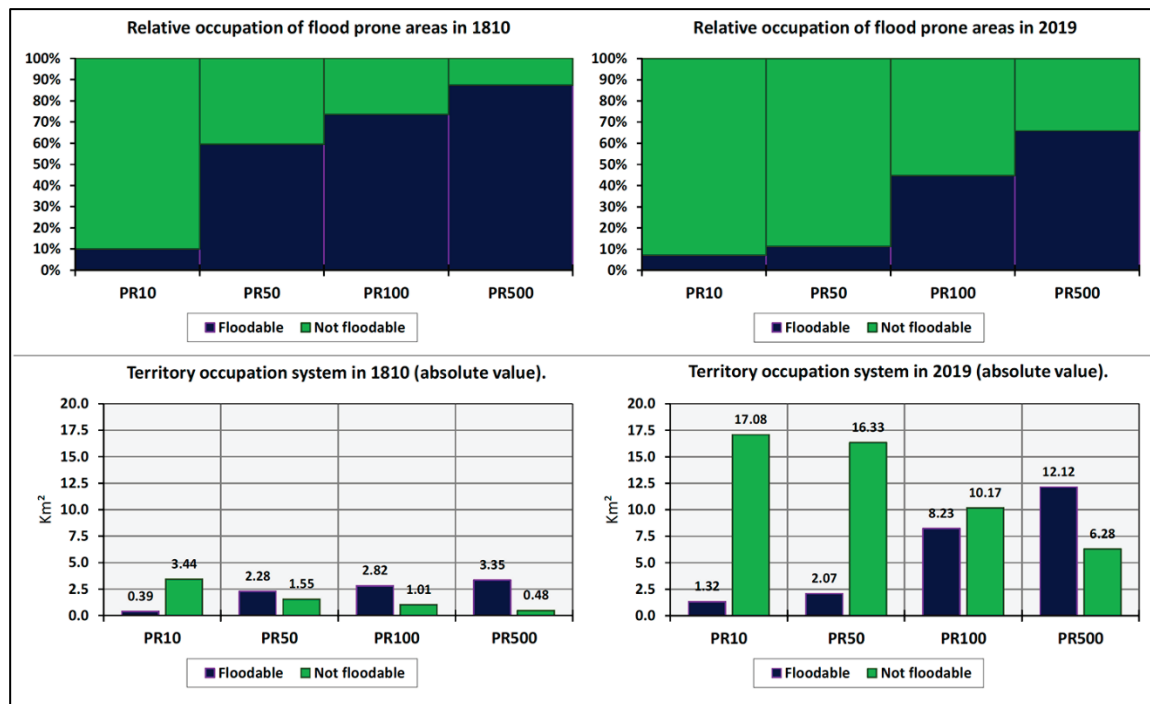 Relative occupation of flood prone areas in 1810
100%
90%
80%
70%
60%
50%
40%
30%
20%
10%
0%
PR10 PR50 PR100 PR500
Floodable Not floodable
Relative occupation of flood prone areas in 2019
100%
90%
80%
70%
60%
50%
40%
30%
20%
10%
0%
PR10 PR50 PR100 PR500
Floodable Not floodable
Territory occupation system in 1810 (absolute value).
Km²
20.0
17.5
15.0
12.5
10.0
7.5
5.0
2.5
0.0
0.39 3.44 2.28 1.55 2.82 1.01 3.35 0.48
PR10 PR50 PR100 PR500
Floodable Not floodable
Territory occupation system in 2019 (absolute value).
Km²
20.0
17.5
15.0
12.5
10.0
7.5
5.0
2.5
0.0
1.32 17.08 2.07 16.33 8.23 10.17 12.12 6.28
PR10 PR50 PR100 PR500
Floodable Not floodable